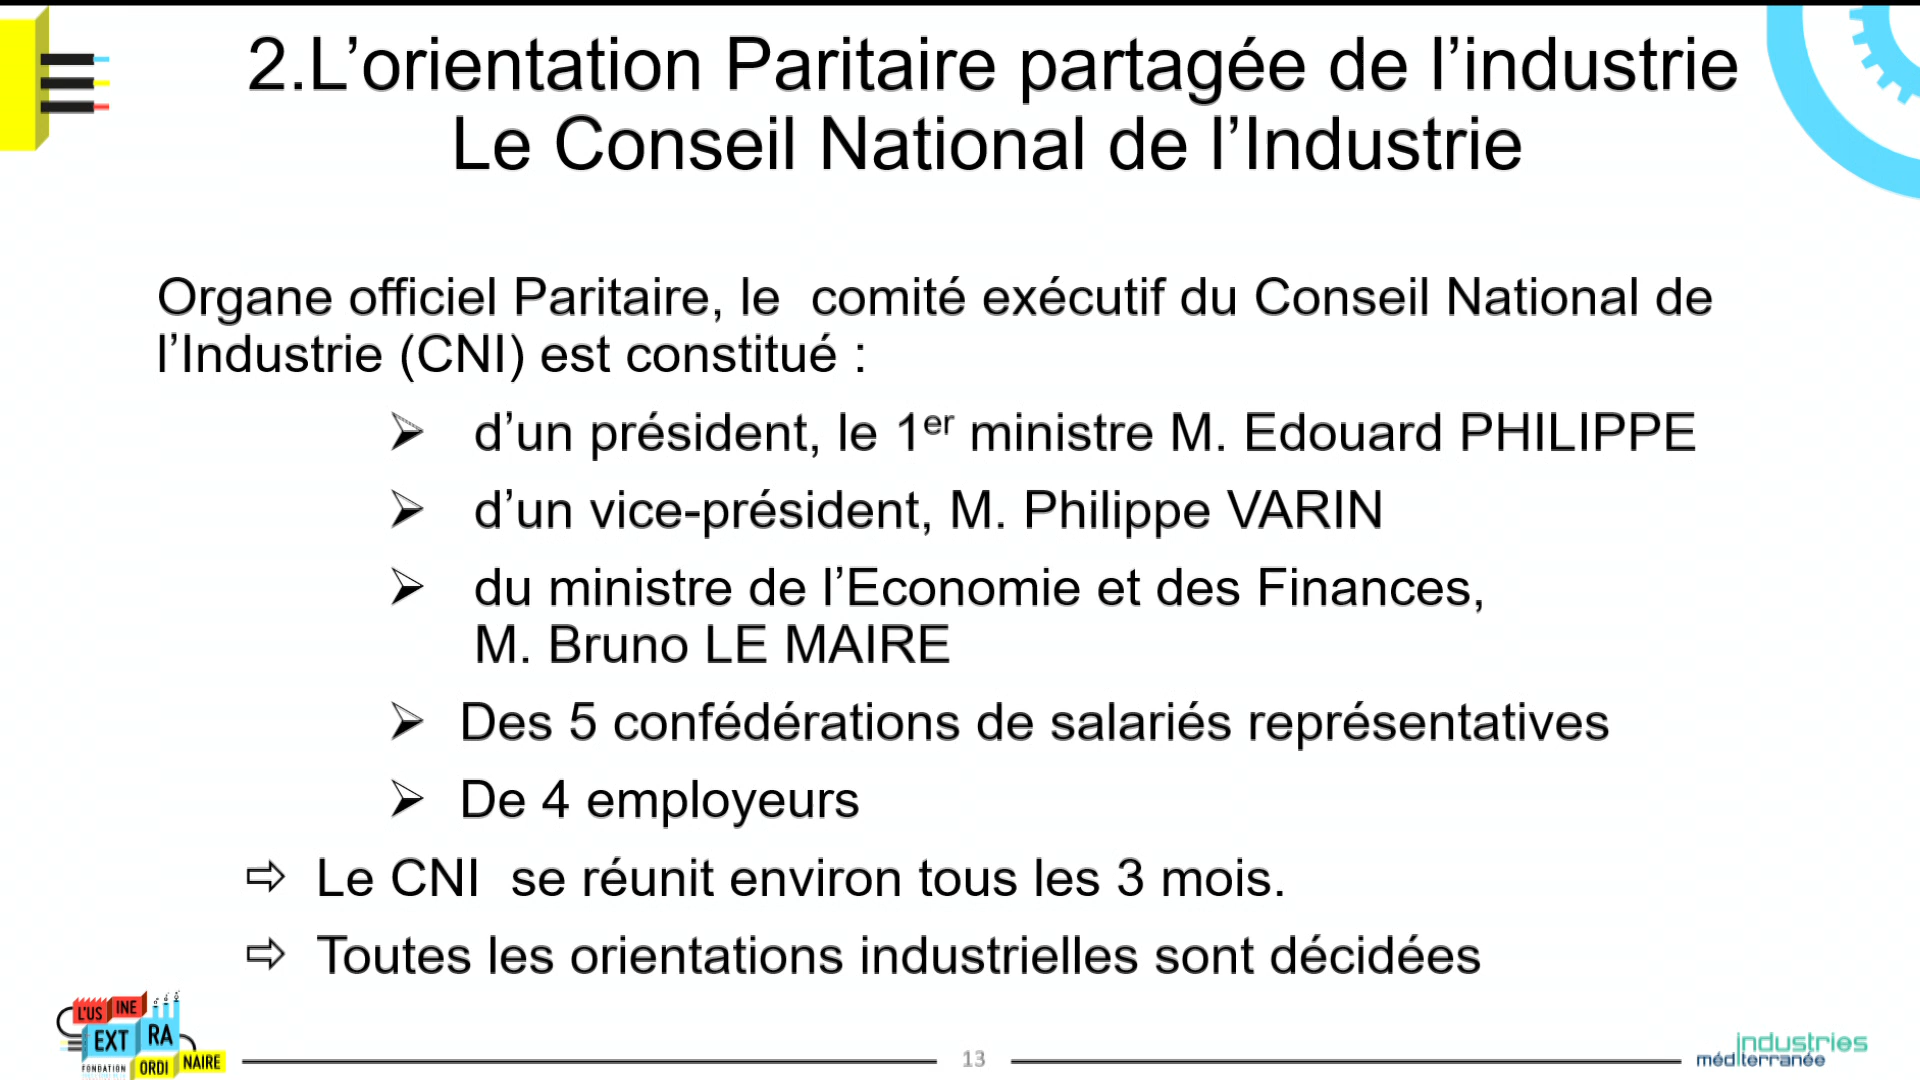 2.L’orientation Paritaire partagée de l’industrie
Le Conseil National de l’Industrie
Organe officiel Paritaire, le  comité exécutif du Conseil National de
l’Industrie (CNI) est constitué :
➢ d’un président, le 1er ministre M. Edouard PHILIPPE
➢ d’un vice-président, M. Philippe VARIN
➢ du ministre de l’Economie et des Finances,
M. Bruno LE MAIRE
➢ Des 5 confédérations de salariés représentatives
➢ De 4 employeurs
⇨ Le CNI  se réunit environ tous les 3 mois.
⇨ Toutes les orientations industrielles sont décidées
L'US INE
EXT RA
FONDATION ORDI NAIRE
13
industries
méditerranée